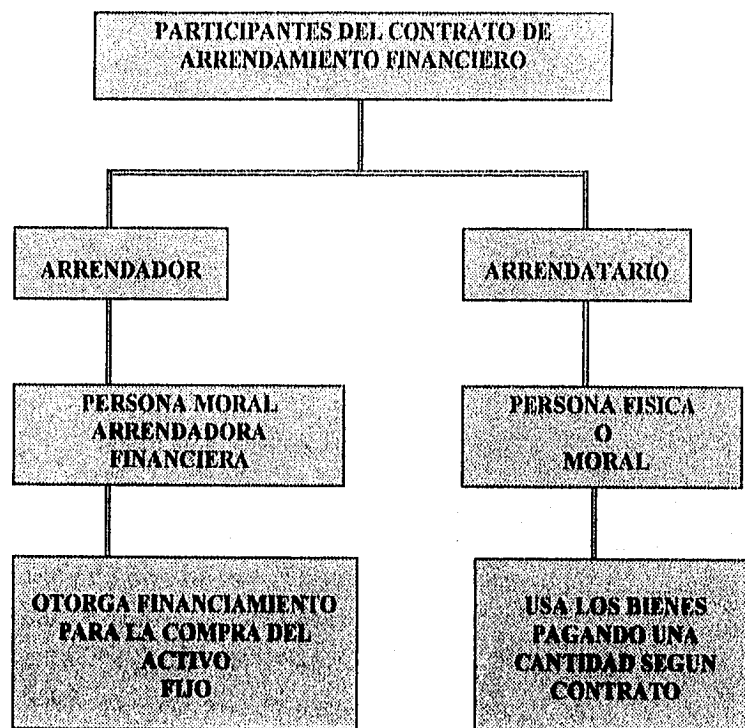 PARTICIPANTES DEL CONTRATO DE
ARRENDAMIENTO FINANCIERO
ARRENDADOR
ARRENDATARIO
PERSONA MORAL
ARRENDADORA
FINANCIERA
PERSONA FISICA
O
MORAL
OTORGA FINANCIAMIENTO
PARA LA COMPRA DEL
ACTIVO
FIJO
USA LOS BIENES
PAGANDO UNA
CANTIDAD SEGUN
CONTRATO